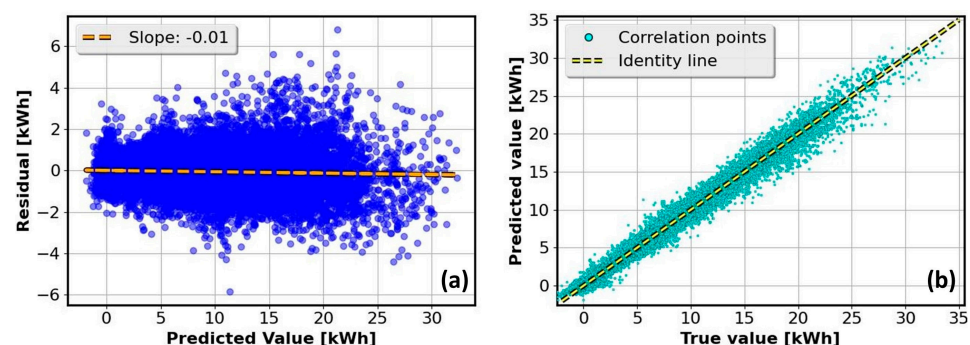 Slope: -0.01
6
4
2
0
−2
−4
−6
Residual [kWh]
0 5 10 15 20 25 30
Predicted Value [kWh]
(a)
Correlation points
Identity line
35
30
25
20
15
10
5
0
Predicted value [kWh]
0 5 10 15 20 25 30 35
True value [kWh]
(b)